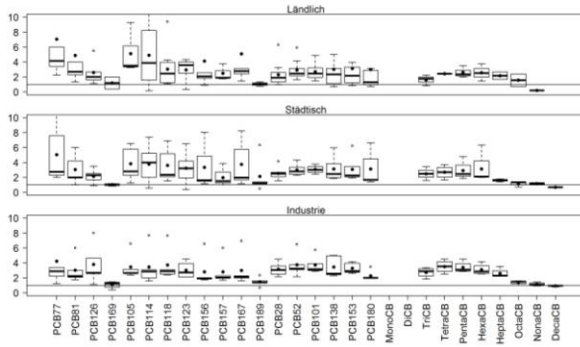 Ländlich
10
8
6
4
2
0
Städtisch
10
8
6
4
2
0
Industrie
10
8
6
4
2
0
PCB77
PCB81
PCB126
PCB169
PCB105
PCB114
PCB118
PCB123
PCB156
PCB157
PCB167
PCB189
PCB28
PCB52
PCB101
PCB138
PCB153
PCB180
MonoCB
DiCB
TriCB
TetraCB
PentaCB
HexaCB
HeptaCB
OctaCB
NonaCB
DecaCB